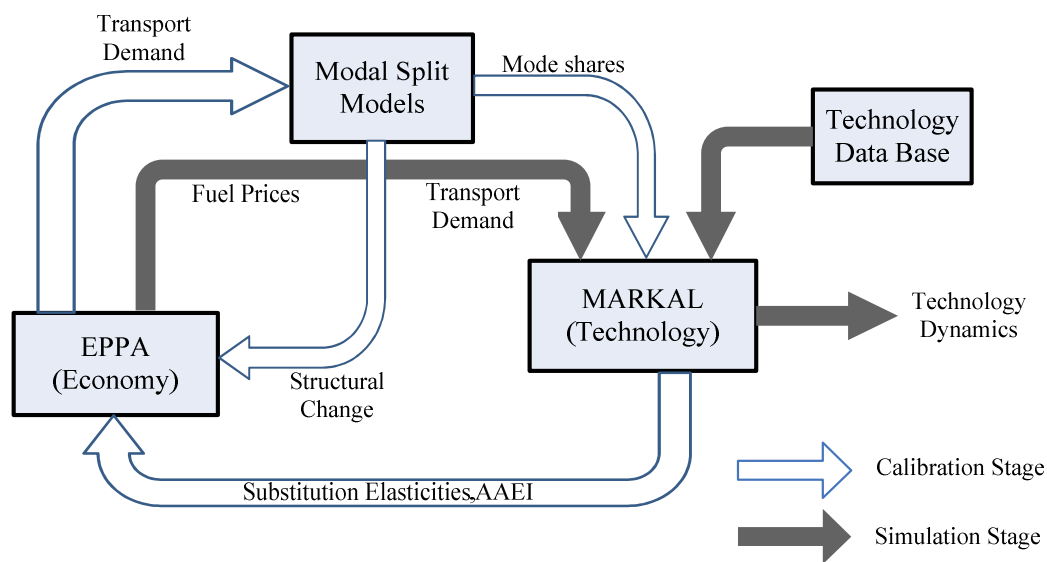 Transport
Demand
Modal Split
Models
Mode shares
Technology
Data Base
Fuel Prices
Transport
Demand
MARKAL
(Technology)
Technology
Dynamics
EPPA
(Economy)
Structural
Change
Substitution Elasticities,AAEI
Calibration Stage
Simulation Stage